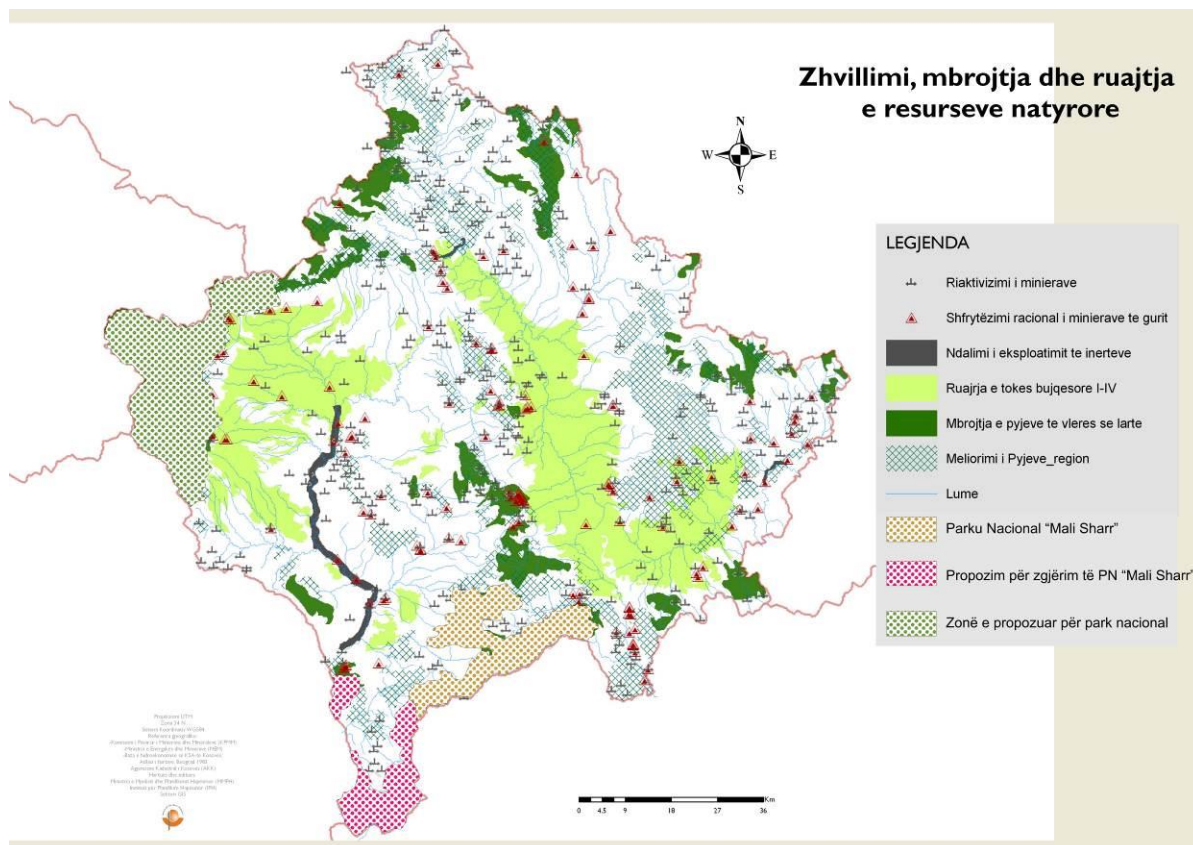 Zhvillimi, mbrojtja dhe ruajtja
e resurseve natyrore
N
W E
S
LEGJENDA
Riaktivizimi i minierave
Shfrytëzimi racional i minierave te gurit
Ndalimi i eksploatimit te inerteve
Ruajrja e tokes bujqesore I-IV
Mbrojtja e pyjeve te vleres se larte
Meliorimi i Pyjeve_region
Lume
Parku Nacional “Mali Sharr”
Propozim për zgjërim të PN “Mali Sharr”
Zonë e propozuar për park nacional
Km
0 4.5 9 18 27 36